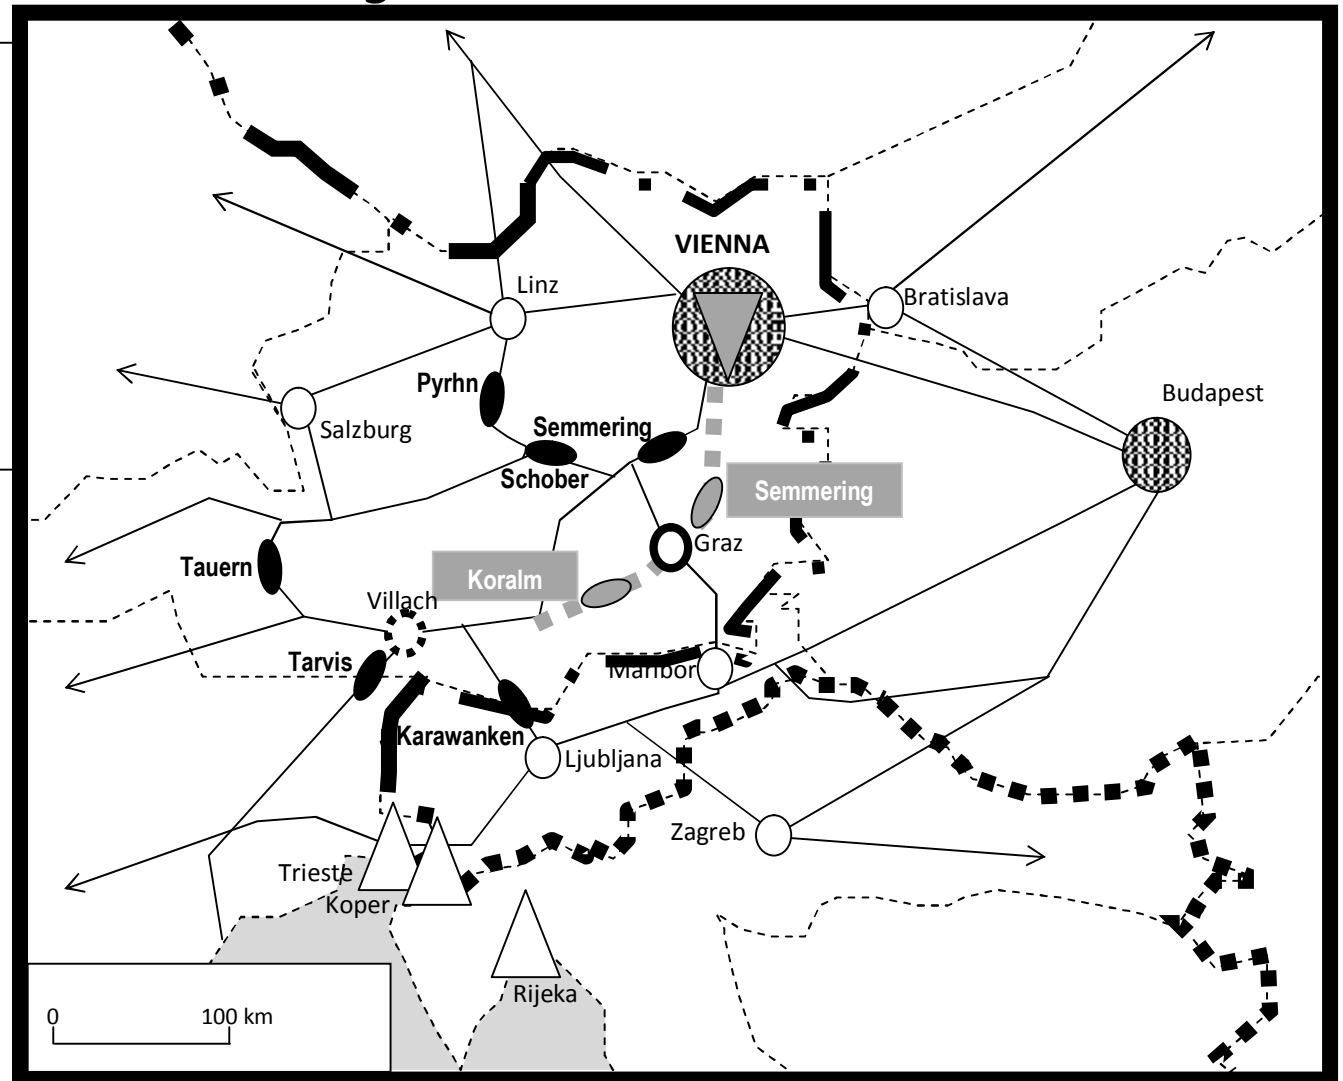 VIENNA
Linz
Bratislava
Pyrhn
Budapest
Salzburg
Semmering
Schober
Semmering
Graz
Tauern
Koralm
Villach
Tarvis
Maribor
Karawanken
Ljubljana
Zagreb
Trieste
Koper
Rijeka
0 100 km